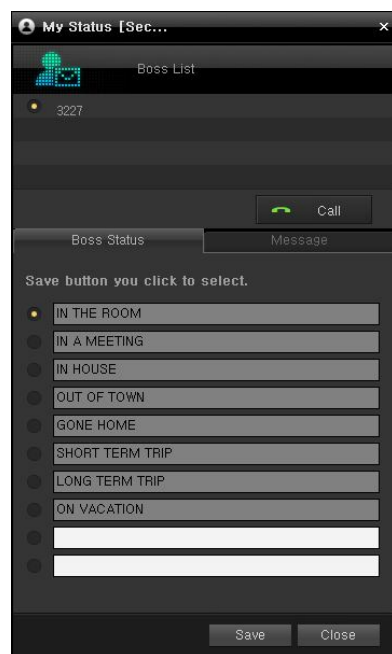 My Status [Sec...
Boss List
3227
Call
Boss Status Message
Save button you click to select.
IN THE ROOM
IN A MEETING
IN HOUSE
OUT OF TOWN
GONE HOME
SHORT TERM TRIP
LONG TERM TRIP
ON VACATION
Save Close